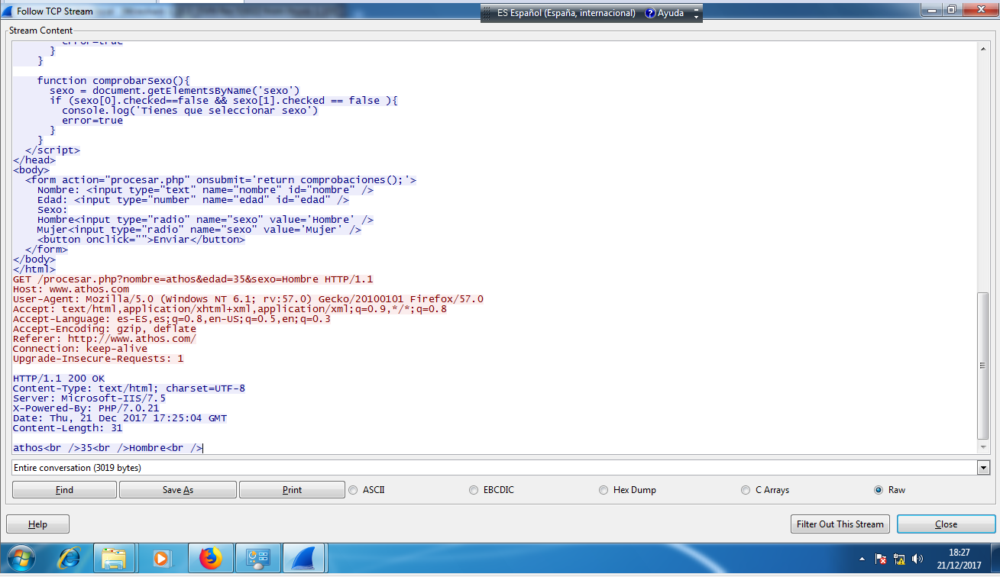 Follow TCP Stream
ES Español (España, internacional) Ayuda
Stream Content
error=true
}
}
function comprobarSexo(){
sexo = document.getElementsByName('sexo')
if (sexo[0].checked==false && sexo[1].checked == false ){
console.log('Tienes que seleccionar sexo')
error=true
}
}
</script>
</head>
<body>
<form action="procesar.php" onsubmit='return comprobaciones();'>
Nombre: <input type="text" name="nombre" id="nombre" />
Edad: <input type="number" name="edad" id="edad" />
Sexo:
Hombre<input type="radio" name="sexo" value='Hombre' />
Mujer<input type="radio" name="sexo" value='Mujer' />
<button onclick="">Enviar</button>
</form>
</body>
</html>
GET /procesar.php?nombre=athos&edad=35&sexo=Hombre HTTP/1.1
Host: www.athos.com
User-Agent: Mozilla/5.0 (Windows NT 6.1; rv:57.0) Gecko/20100101 Firefox/57.0
Accept: text/html,application/xhtml+xml,application/xml;q=0.9,*/*;q=0.8
Accept-Language: es-ES,es;q=0.8,en-US;q=0.5,en;q=0.3
Accept-Encoding: gzip, deflate
Referer: http://www.athos.com/
Connection: keep-alive
Upgrade-Insecure-Requests: 1
HTTP/1.1 200 OK
Content-Type: text/html; charset=UTF-8
Server: Microsoft-IIS/7.5
X-Powered-By: PHP/7.0.21
Date: Thu, 21 Dec 2017 17:25:04 GMT
Content-Length: 31
athos<br />35<br />Hombre<br />
Entire conversation (3019 bytes)
Find Save As Print ASCII EBCDIC Hex Dump C Arrays Raw
Help Filter Out This Stream Close
18:27
21/12/2017